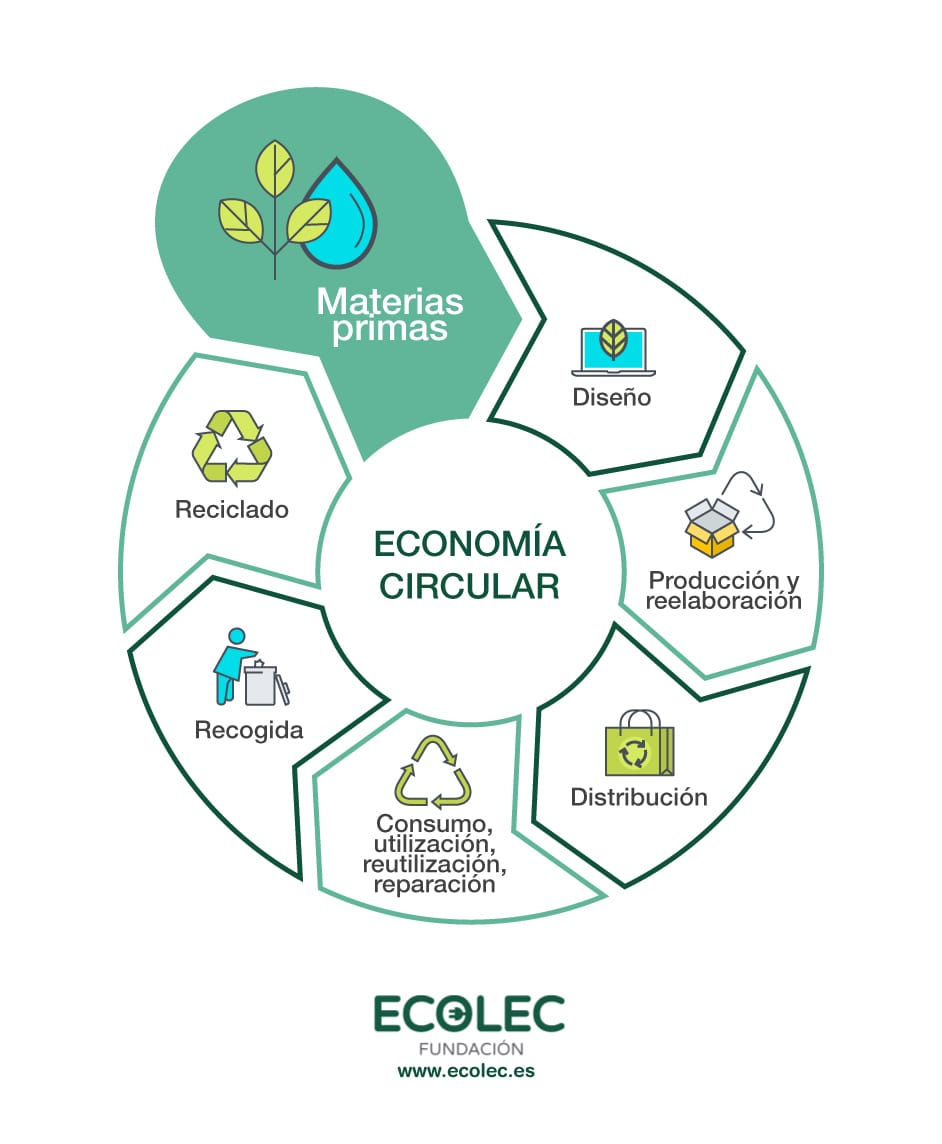 Materias
primas
Diseño
Producción y
reelaboración
Distribución
Consumo,
utilización,
reutilización,
reparación
Recogida
Reciclado
ECONOMÍA
CIRCULAR
ECOLEC
FUNDACIÓN
www.ecolec.es